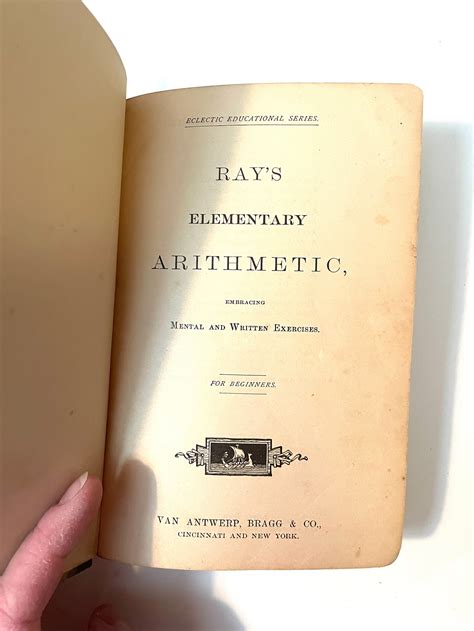 ECLECTIC EDUCATIONAL SERIES.
RAY'S
ELEMENTARY
ARITHMETIC,
EMBRACING
MENTAL AND WRITTEN EXERCISES.
FOR BEGINNERS.
VAN ANTWERP, BRAGG & CO.,
CINCINNATI AND NEW YORK.